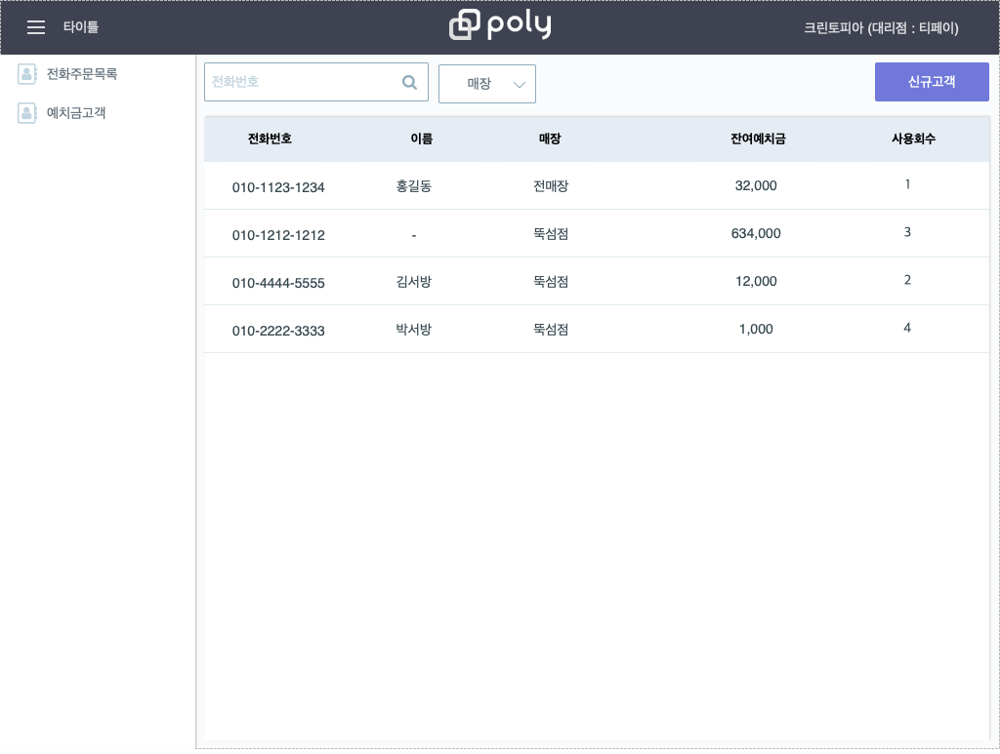 타이틀
poly
크린토피아 (대리점 : 티페이)
전화주문목록
예치금고객
전화번호
매장
신규고객
전화번호 이름 매장 잔여예치금 사용회수
010-1123-1234 홍길동 전매장 32,000 1
010-1212-1212 - 뚝섬점 634,000 3
010-4444-5555 김서방 뚝섬점 12,000 2
010-2222-3333 박서방 뚝섬점 1,000 4